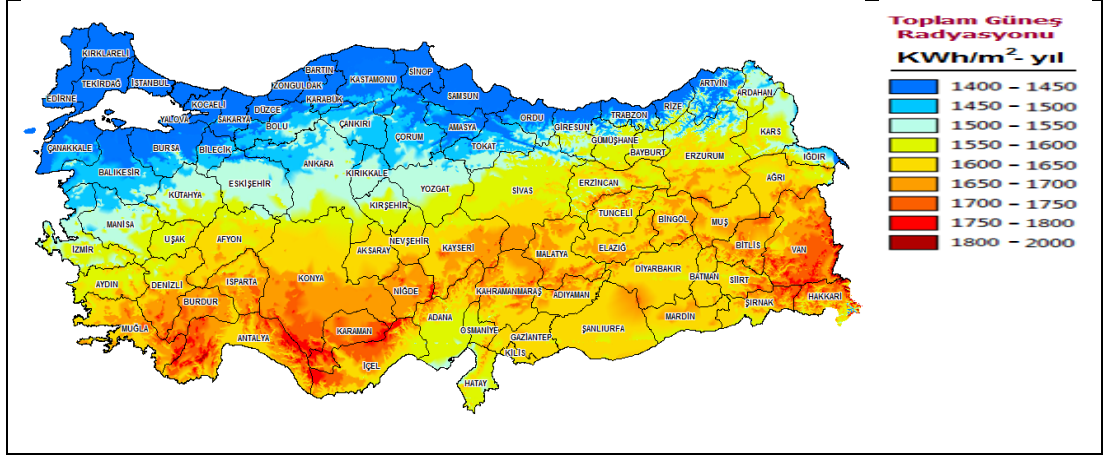 Toplam Güneş
Radyasyonu
KWh/m²- yıl
1400 – 1450
1450 – 1500
1500 – 1550
1550 – 1600
1600 – 1650
1650 – 1700
1700 – 1750
1750 – 1800
1800 – 2000
KIRKLARELİ
TEKİRDAĞ
İSTANBUL
EDİRNE
KOCAELİ
YALOVA
SAKARYA
DÜZCE
ZONGULDAK
BARTIN
KARABÜK
KASTAMONU
SİNOP
SAMSUN
ORDU
GİRESUN
TRABZON
RİZE
ARTVİN
ARDAHAN
KARS
IĞDIR
ÇANAKKALE
BURSA
BİLECİK
BOLU
ÇANKIRI
ÇORUM
AMASYA
TOKAT
GÜMÜŞHANE
BAYBURT
ERZURUM
AĞRI
BALIKESİR
KÜTAHYA
ESKİŞEHİR
ANKARA
KIRIKKALE
YOZGAT
SİVAS
ERZİNCAN
TUNCELİ
BİNGÖL
MUŞ
BİTLİS
VAN
MANİSA
İZMİR
UŞAK
AFYON
KIRŞEHİR
NEVŞEHİR
AKSARAY
KAYSERİ
MALATYA
ELAZIĞ
DİYARBAKIR
BATMAN
SİİRT
ŞIRNAK
HAKKARİ
AYDIN
DENİZLİ
ISPARTA
BURDUR
KONYA
NİĞDE
KAHRAMANMARAŞ
ADIYAMAN
MARDİN
MUĞLA
ANTALYA
KARAMAN
İÇEL
ADANA
OSMANİYE
GAZİANTEP
KİLİS
ŞANLIURFA
HATAY